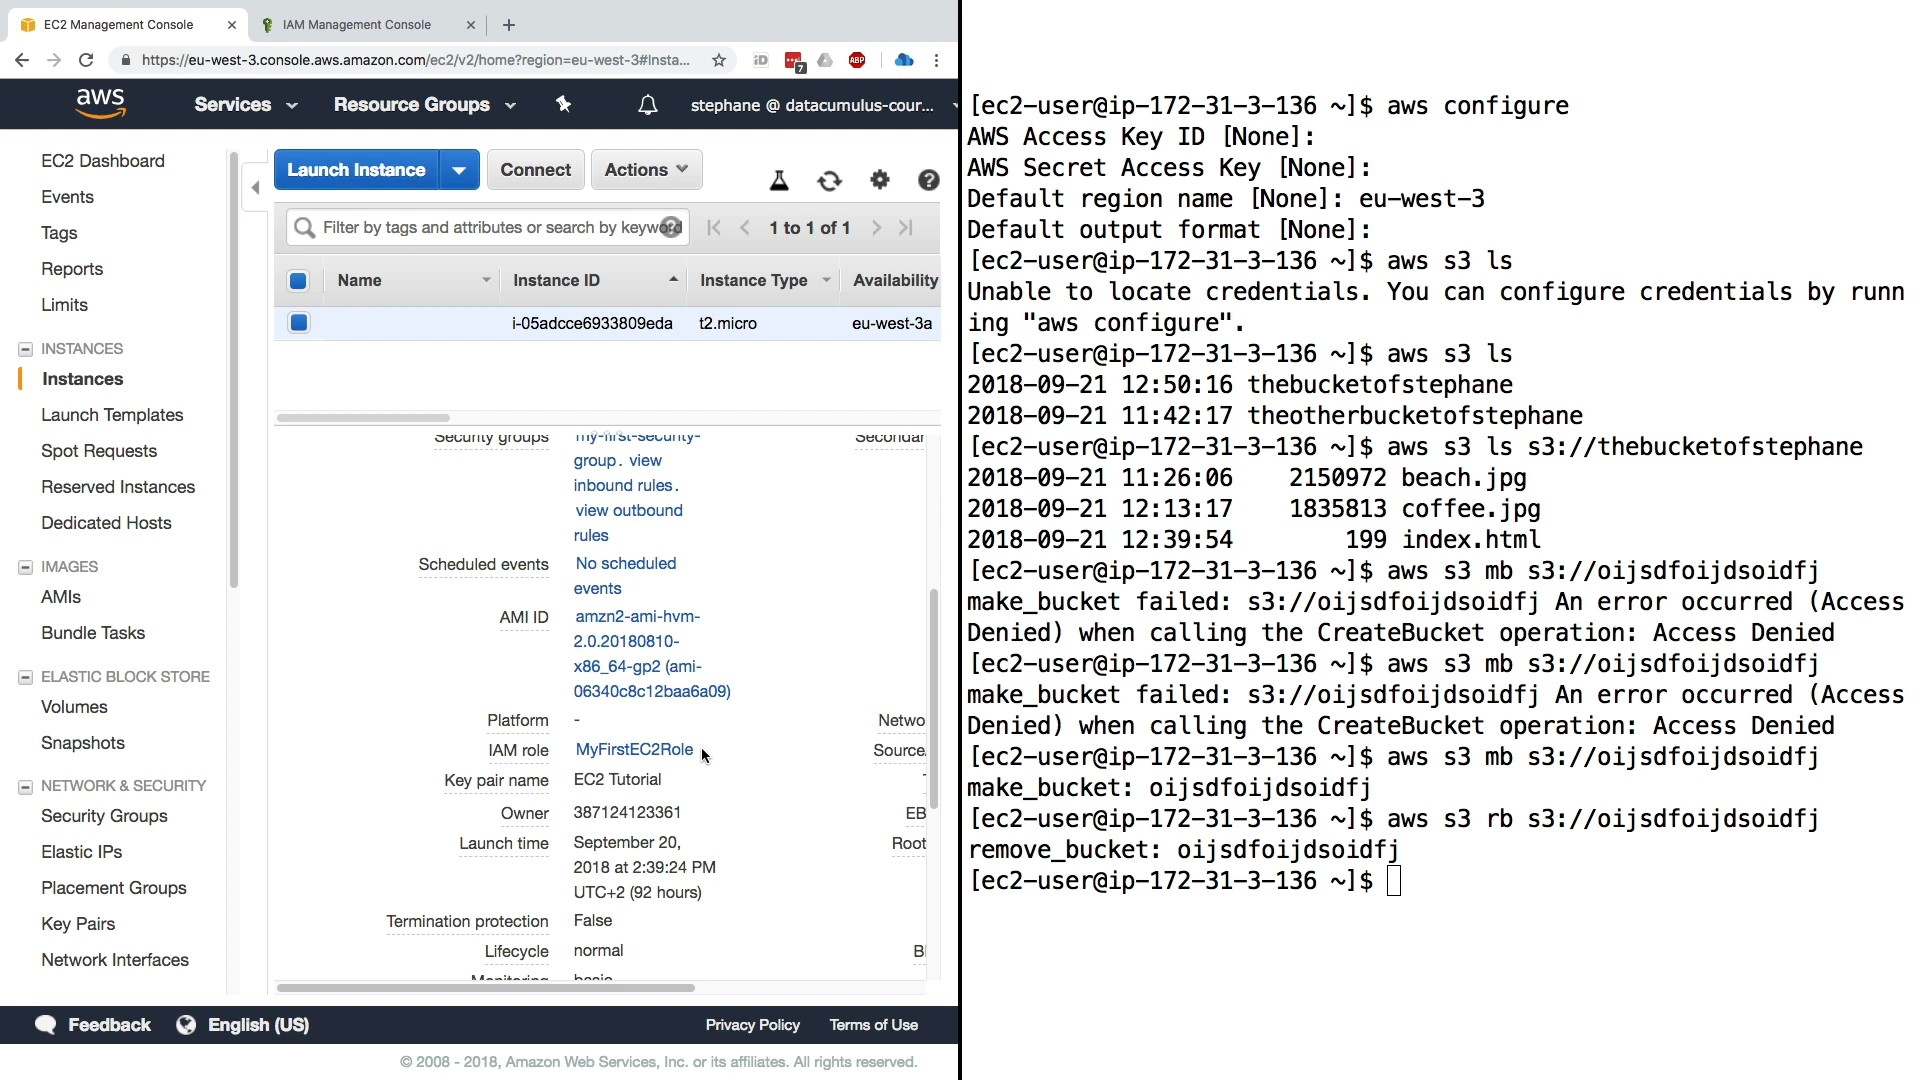 EC2 Management Console
IAM Management Console
https://eu-west-3.console.aws.amazon.com/ec2/v2/home?region=eu-west-3#Insta...
iD
7
ABP
aws
Services
Resource Groups
stephane @ datacumulus-cour...
EC2 Dashboard
Events
Tags
Reports
Limits
INSTANCES
Instances
Launch Templates
Spot Requests
Reserved Instances
Dedicated Hosts
IMAGES
AMIs
Bundle Tasks
ELASTIC BLOCK STORE
Volumes
Snapshots
NETWORK & SECURITY
Security Groups
Elastic IPs
Placement Groups
Key Pairs
Network Interfaces
Launch Instance
Connect
Actions
Filter by tags and attributes or search by keyword
1 to 1 of 1
Name Instance ID Instance Type Availability
i-05adcce6933809eda t2.micro eu-west-3a
Security groups my-first-security-
group. view
inbound rules.
view outbound
rules
Secondar
Scheduled events No scheduled
events
AMI ID amzn2-ami-hvm-
2.0.20180810-
x86_64-gp2 (ami-
06340c8c12baa6a09)
Platform - Netwo
IAM role MyFirstEC2Role Source
Key pair name EC2 Tutorial
Owner 387124123361 EB
Launch time September 20, Root
2018 at 2:39:24 PM
UTC+2 (92 hours)
Termination protection False
Lifecycle normal Bl
Monitoring basic
Feedback
English (US)
Privacy Policy
Terms of Use
© 2008 - 2018, Amazon Web Services, Inc. or its affiliates. All rights reserved.
[ec2-user@ip-172-31-3-136 ~]$ aws configure
AWS Access Key ID [None]:
AWS Secret Access Key [None]:
Default region name [None]: eu-west-3
Default output format [None]:
[ec2-user@ip-172-31-3-136 ~]$ aws s3 ls
Unable to locate credentials. You can configure credentials by runn
ing "aws configure".
[ec2-user@ip-172-31-3-136 ~]$ aws s3 ls
2018-09-21 12:50:16 thebucketofstephane
2018-09-21 11:42:17 theotherbucketofstephane
[ec2-user@ip-172-31-3-136 ~]$ aws s3 ls s3://thebucketofstephane
2018-09-21 11:26:06    2150972 beach.jpg
2018-09-21 12:13:17    1835813 coffee.jpg
2018-09-21 12:39:54        199 index.html
[ec2-user@ip-172-31-3-136 ~]$ aws s3 mb s3://oijsdfoijdsoidfj
make_bucket failed: s3://oijsdfoijdsoidfj An error occurred (Access
Denied) when calling the CreateBucket operation: Access Denied
[ec2-user@ip-172-31-3-136 ~]$ aws s3 mb s3://oijsdfoijdsoidfj
make_bucket failed: s3://oijsdfoijdsoidfj An error occurred (Access
Denied) when calling the CreateBucket operation: Access Denied
[ec2-user@ip-172-31-3-136 ~]$ aws s3 mb s3://oijsdfoijdsoidfj
make_bucket: oijsdfoijdsoidfj
[ec2-user@ip-172-31-3-136 ~]$ aws s3 rb s3://oijsdfoijdsoidfj
remove_bucket: oijsdfoijdsoidfj
[ec2-user@ip-172-31-3-136 ~]$